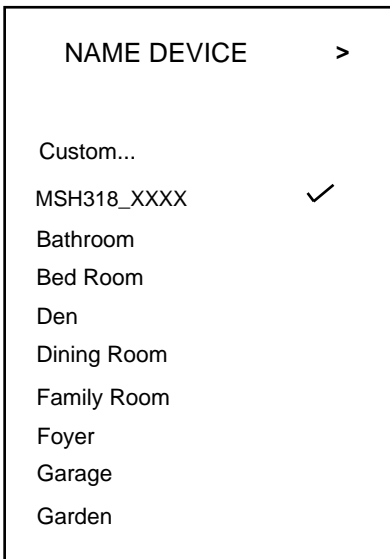 NAME DEVICE >
Custom...
MSH318_XXXX
Bathroom
Bed Room
Den
Dining Room
Family Room
Foyer
Garage
Garden